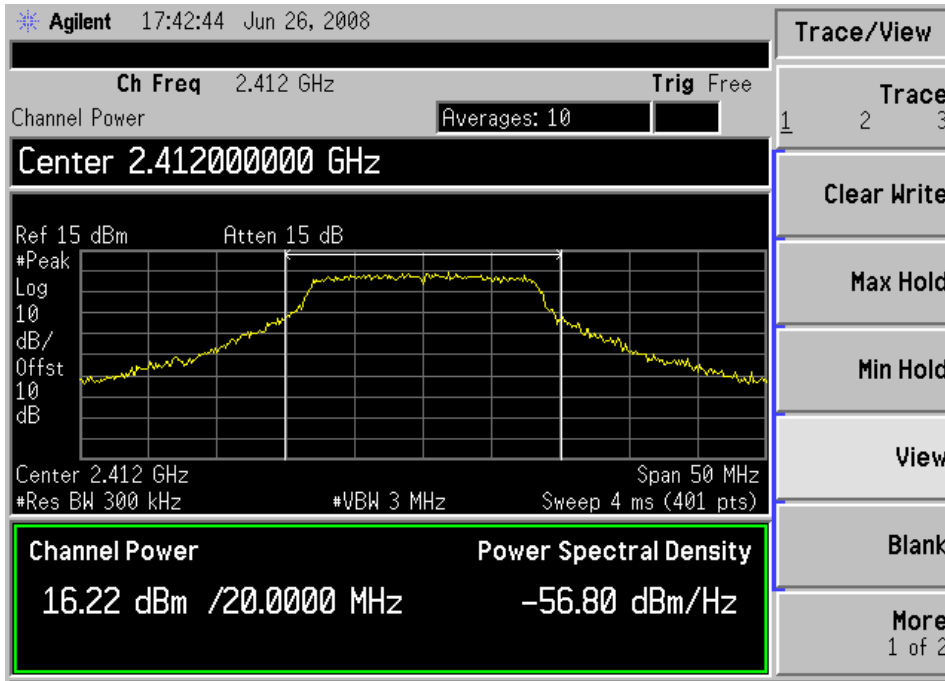 Agilent 17:42:44 Jun 26, 2008
Trace/View
Ch Freq 2.412 GHz Trig Free
Channel Power
Averages: 10
Trace
1 2 3
Center 2.412000000 GHz
Clear Write
Ref 15 dBm Atten 15 dB
#Peak
Log
10
dB/
Offst
10
dB
Max Hold
Min Hold
View
Center 2.412 GHz Span 50 MHz
#Res BW 300 kHz #VBW 3 MHz Sweep 4 ms (401 pts)
Blank
Channel Power Power Spectral Density
16.22 dBm /20.0000 MHz -56.80 dBm/Hz
More
1 of 2